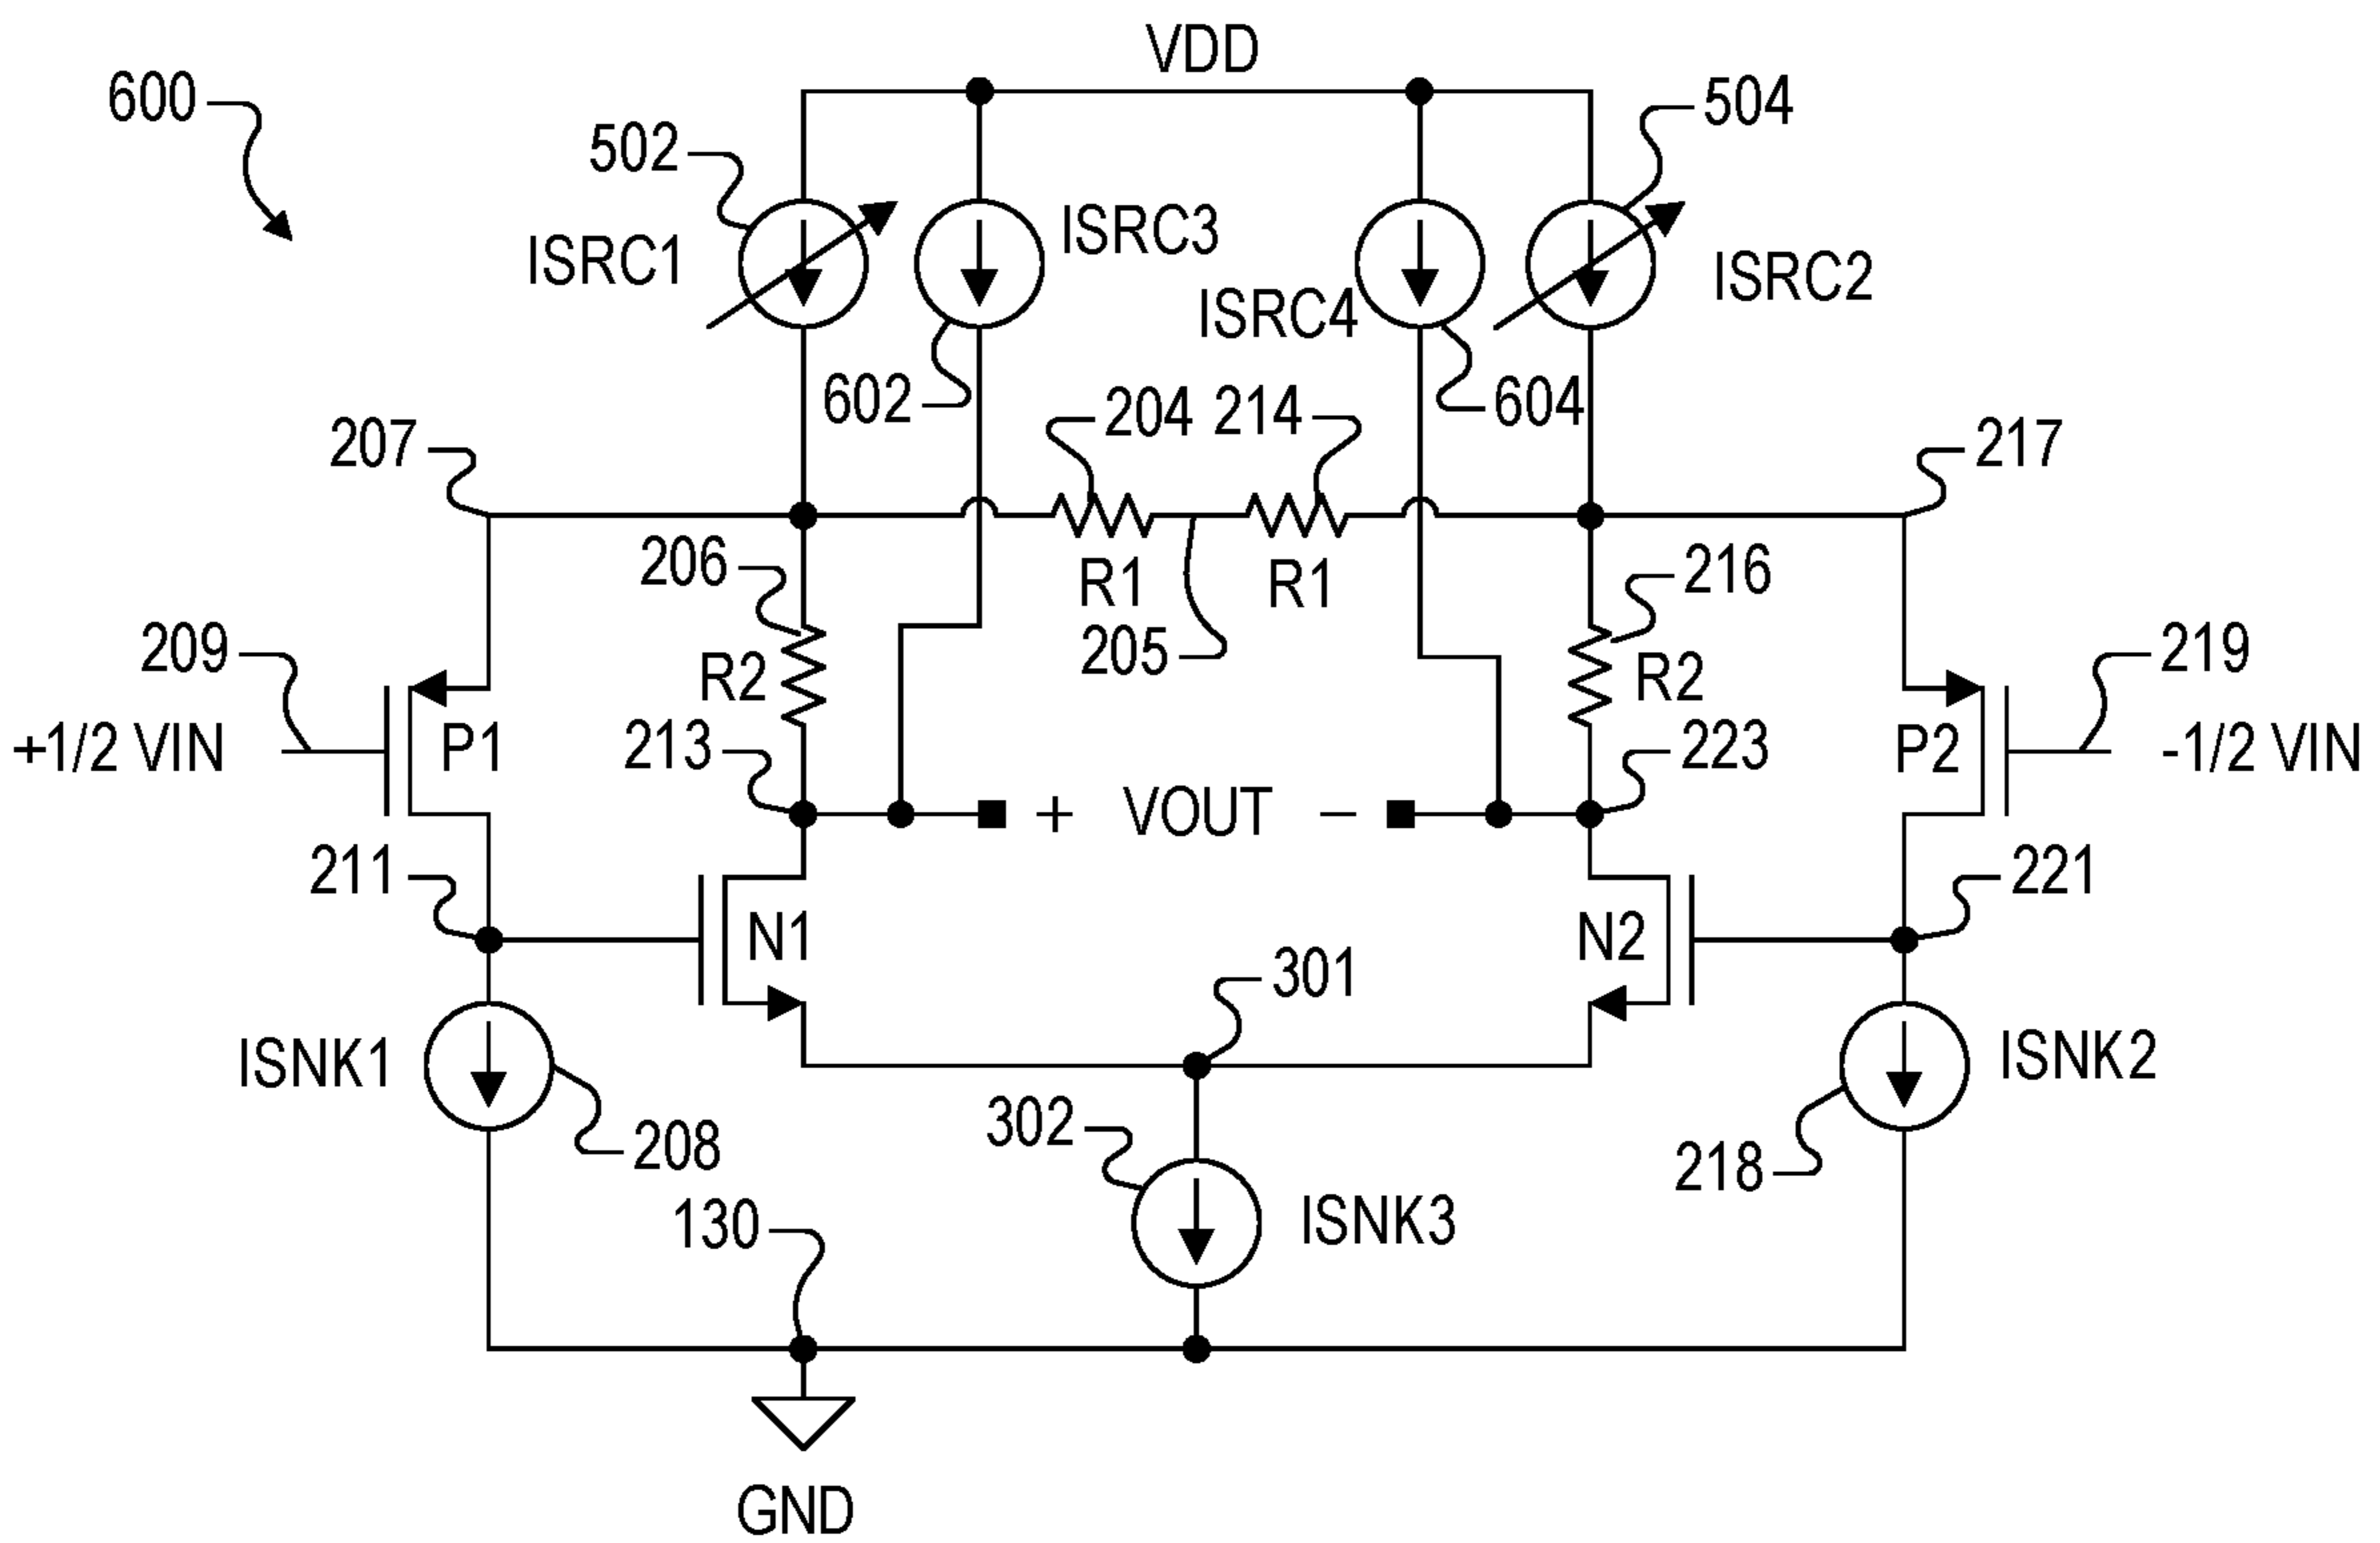 VDD
600
502
504
ISRC1
ISRC3
ISRC4
ISRC2
602
204
214
604
207
217
206
R1
R1
216
205
209
R2
R2
219
+1/2 VIN
P1
213
223
P2
-1/2 VIN
+ VOUT −
211
221
N1
N2
301
ISNK1
302
ISNK2
208
218
130
ISNK3
GND